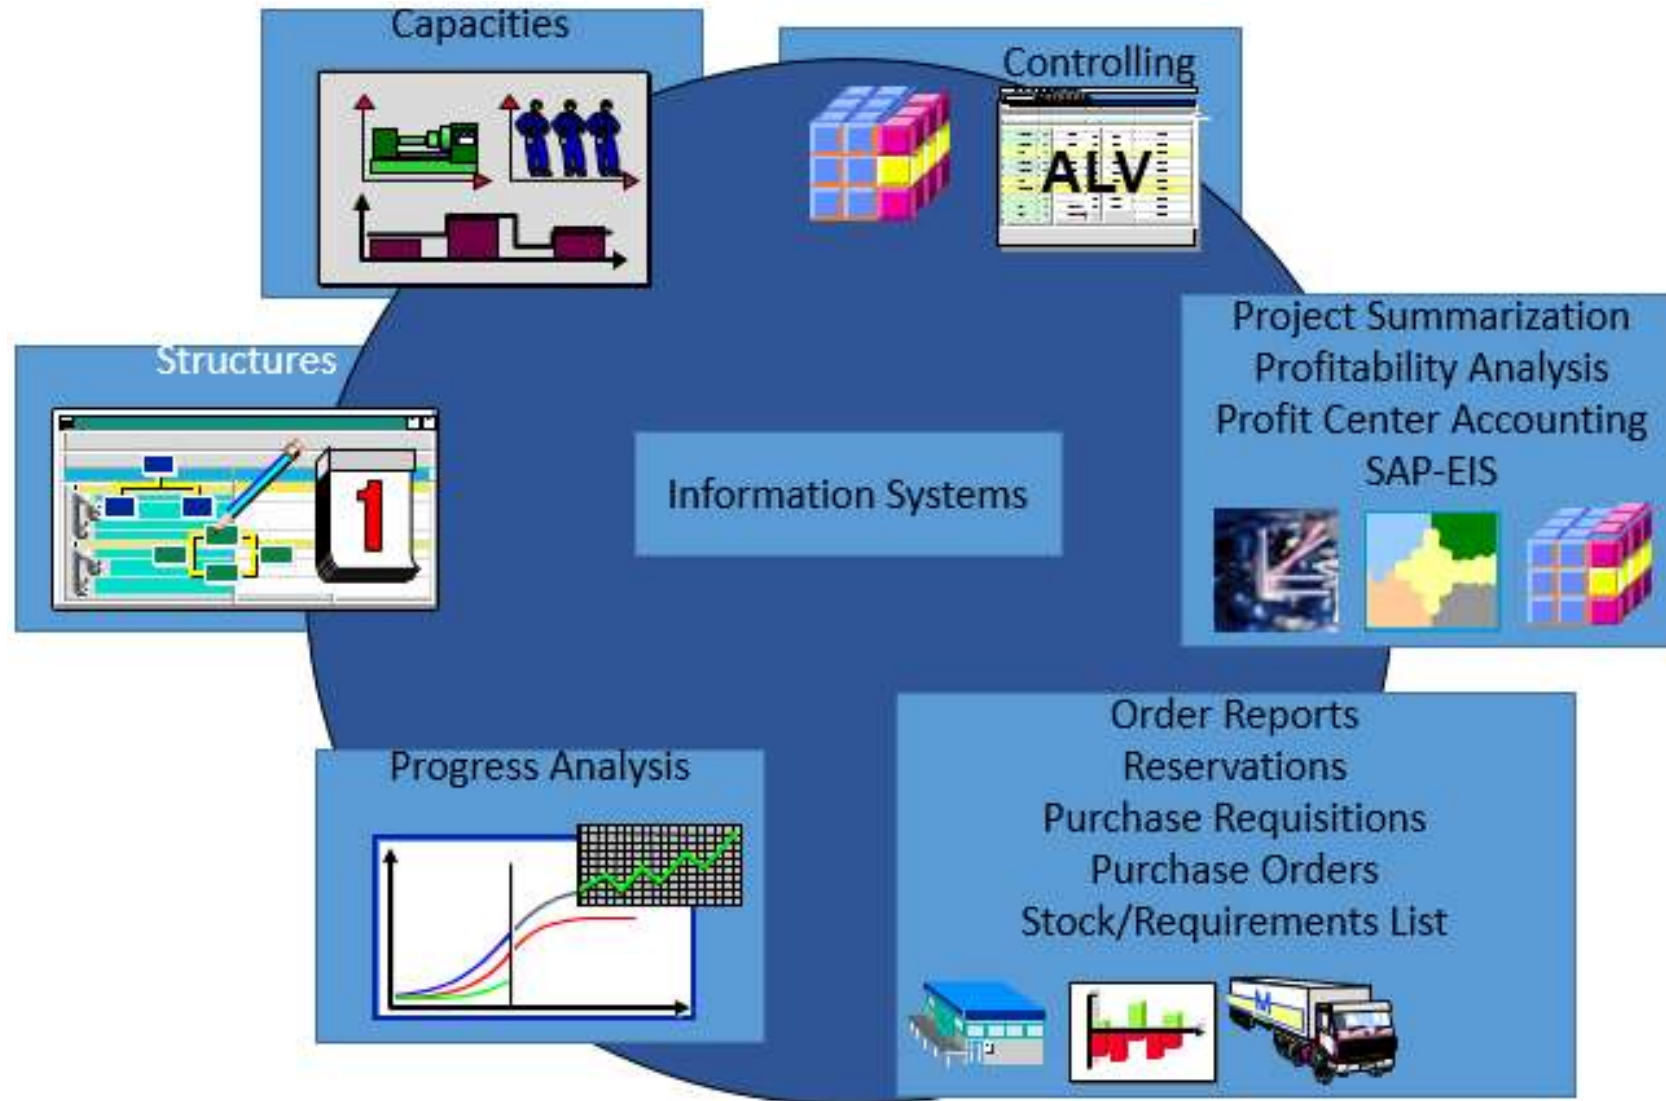 Capacities
Controlling
ALV
Structures
1
Project Summarization
Profitability Analysis
Profit Center Accounting
SAP-EIS
Information Systems
Progress Analysis
Order Reports
Reservations
Purchase Requisitions
Purchase Orders
Stock/Requirements List
M